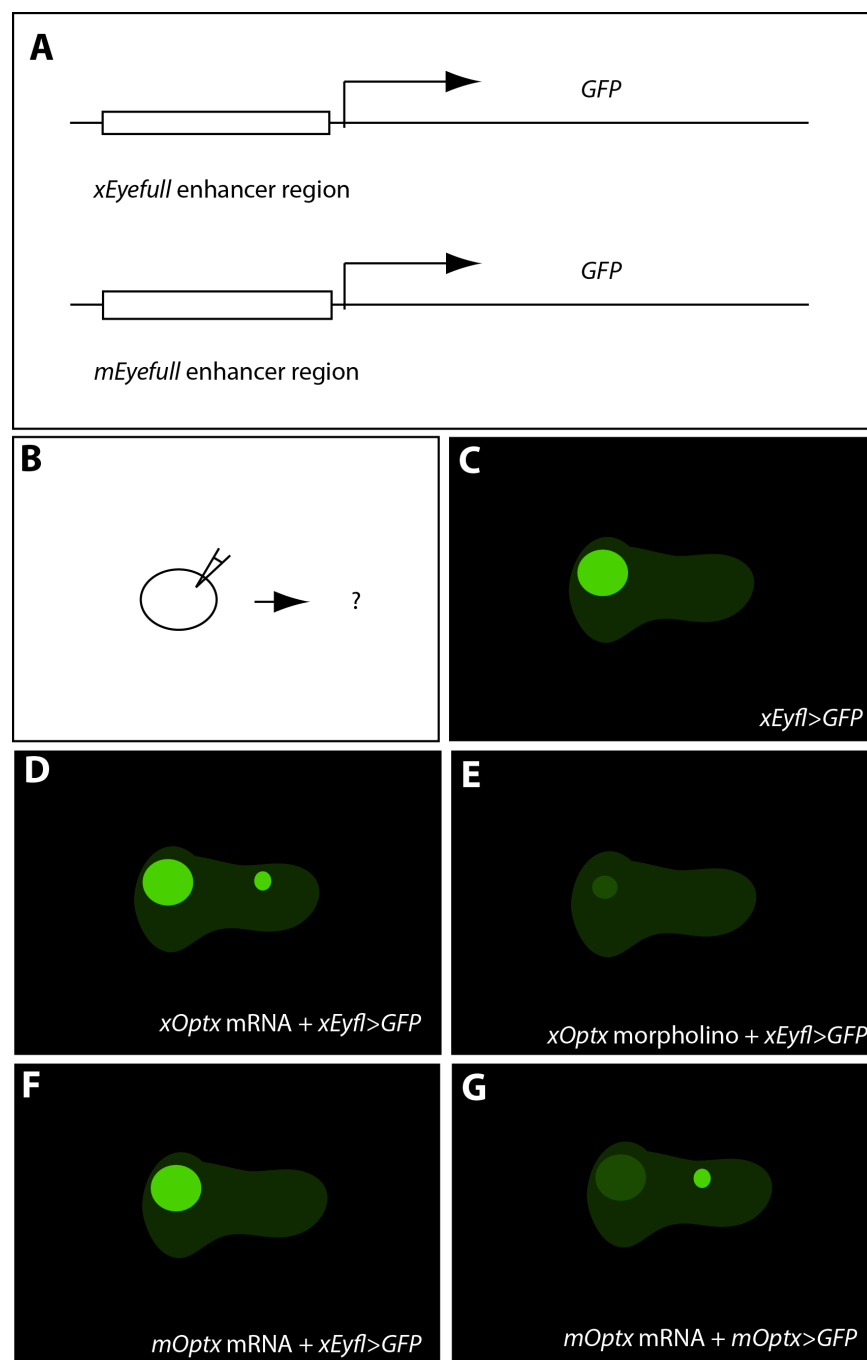 A
GFP
xEyefull enhancer region
GFP
mEyefull enhancer region
B
?
C
xEyfl>GFP
D
xOptx mRNA + xEyfl>GFP
E
xOptx morpholino + xEyfl>GFP
F
mOptx mRNA + xEyfl>GFP
G
mOptx mRNA + mOptx>GFP